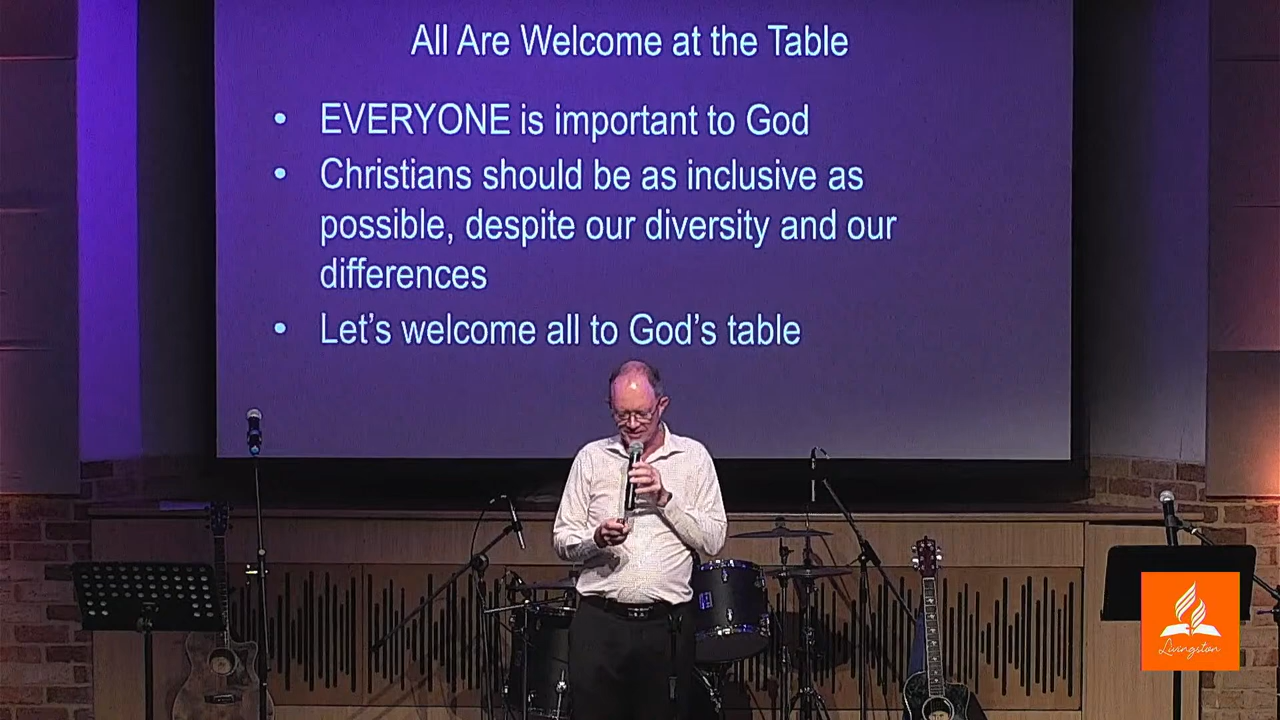 All Are Welcome at the Table
• EVERYONE is important to God
• Christians should be as inclusive as
possible, despite our diversity and our
differences
• Let's welcome all to God's table
Livingston